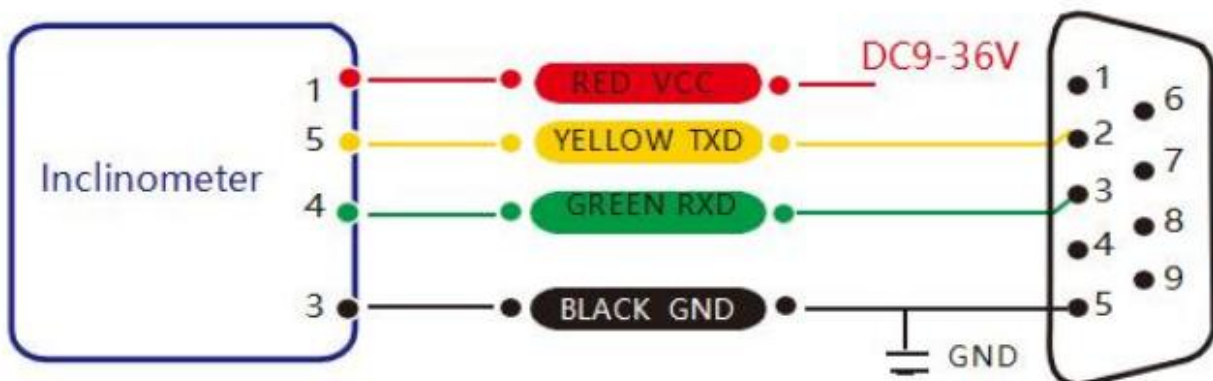 DC9-36V
1 RED VCC 1
6
5 YELLOW TXD 2
Inclinometer
7
4 GREEN RXD 3
8
4
9
3 BLACK GND 5
GND